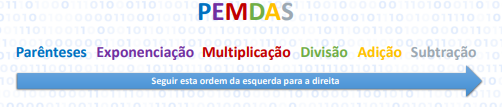 PEMDAS
Parênteses Exponenciação Multiplicação Divisão Adição Subtração
Seguir esta ordem da esquerda para a direita